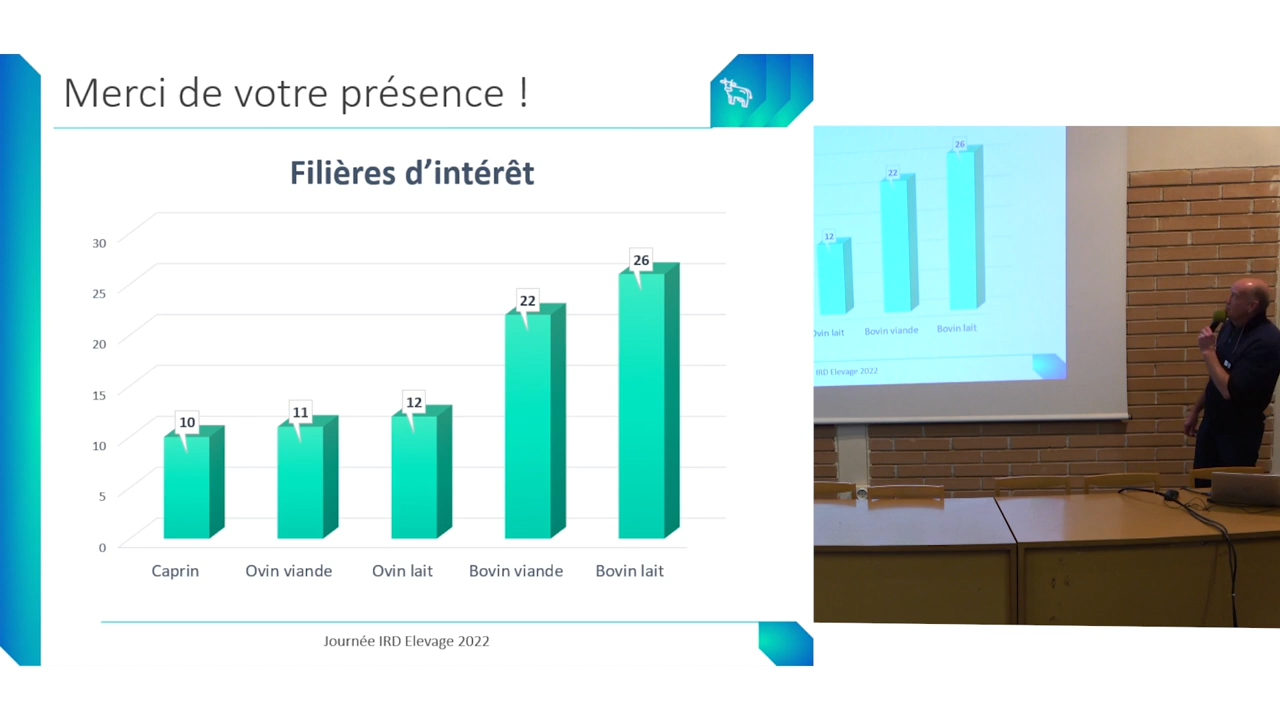 Merci de votre présence !
Filières d'intérêt
30
25
20
15
10
5
0
10
11
12
22
26
Caprin
Ovin viande
Ovin lait
Bovin viande
Bovin lait
Journée IRD Elevage 2022
12
22
26
Ovin lait
Bovin viande
Bovin lait
IRD Elevage 2022